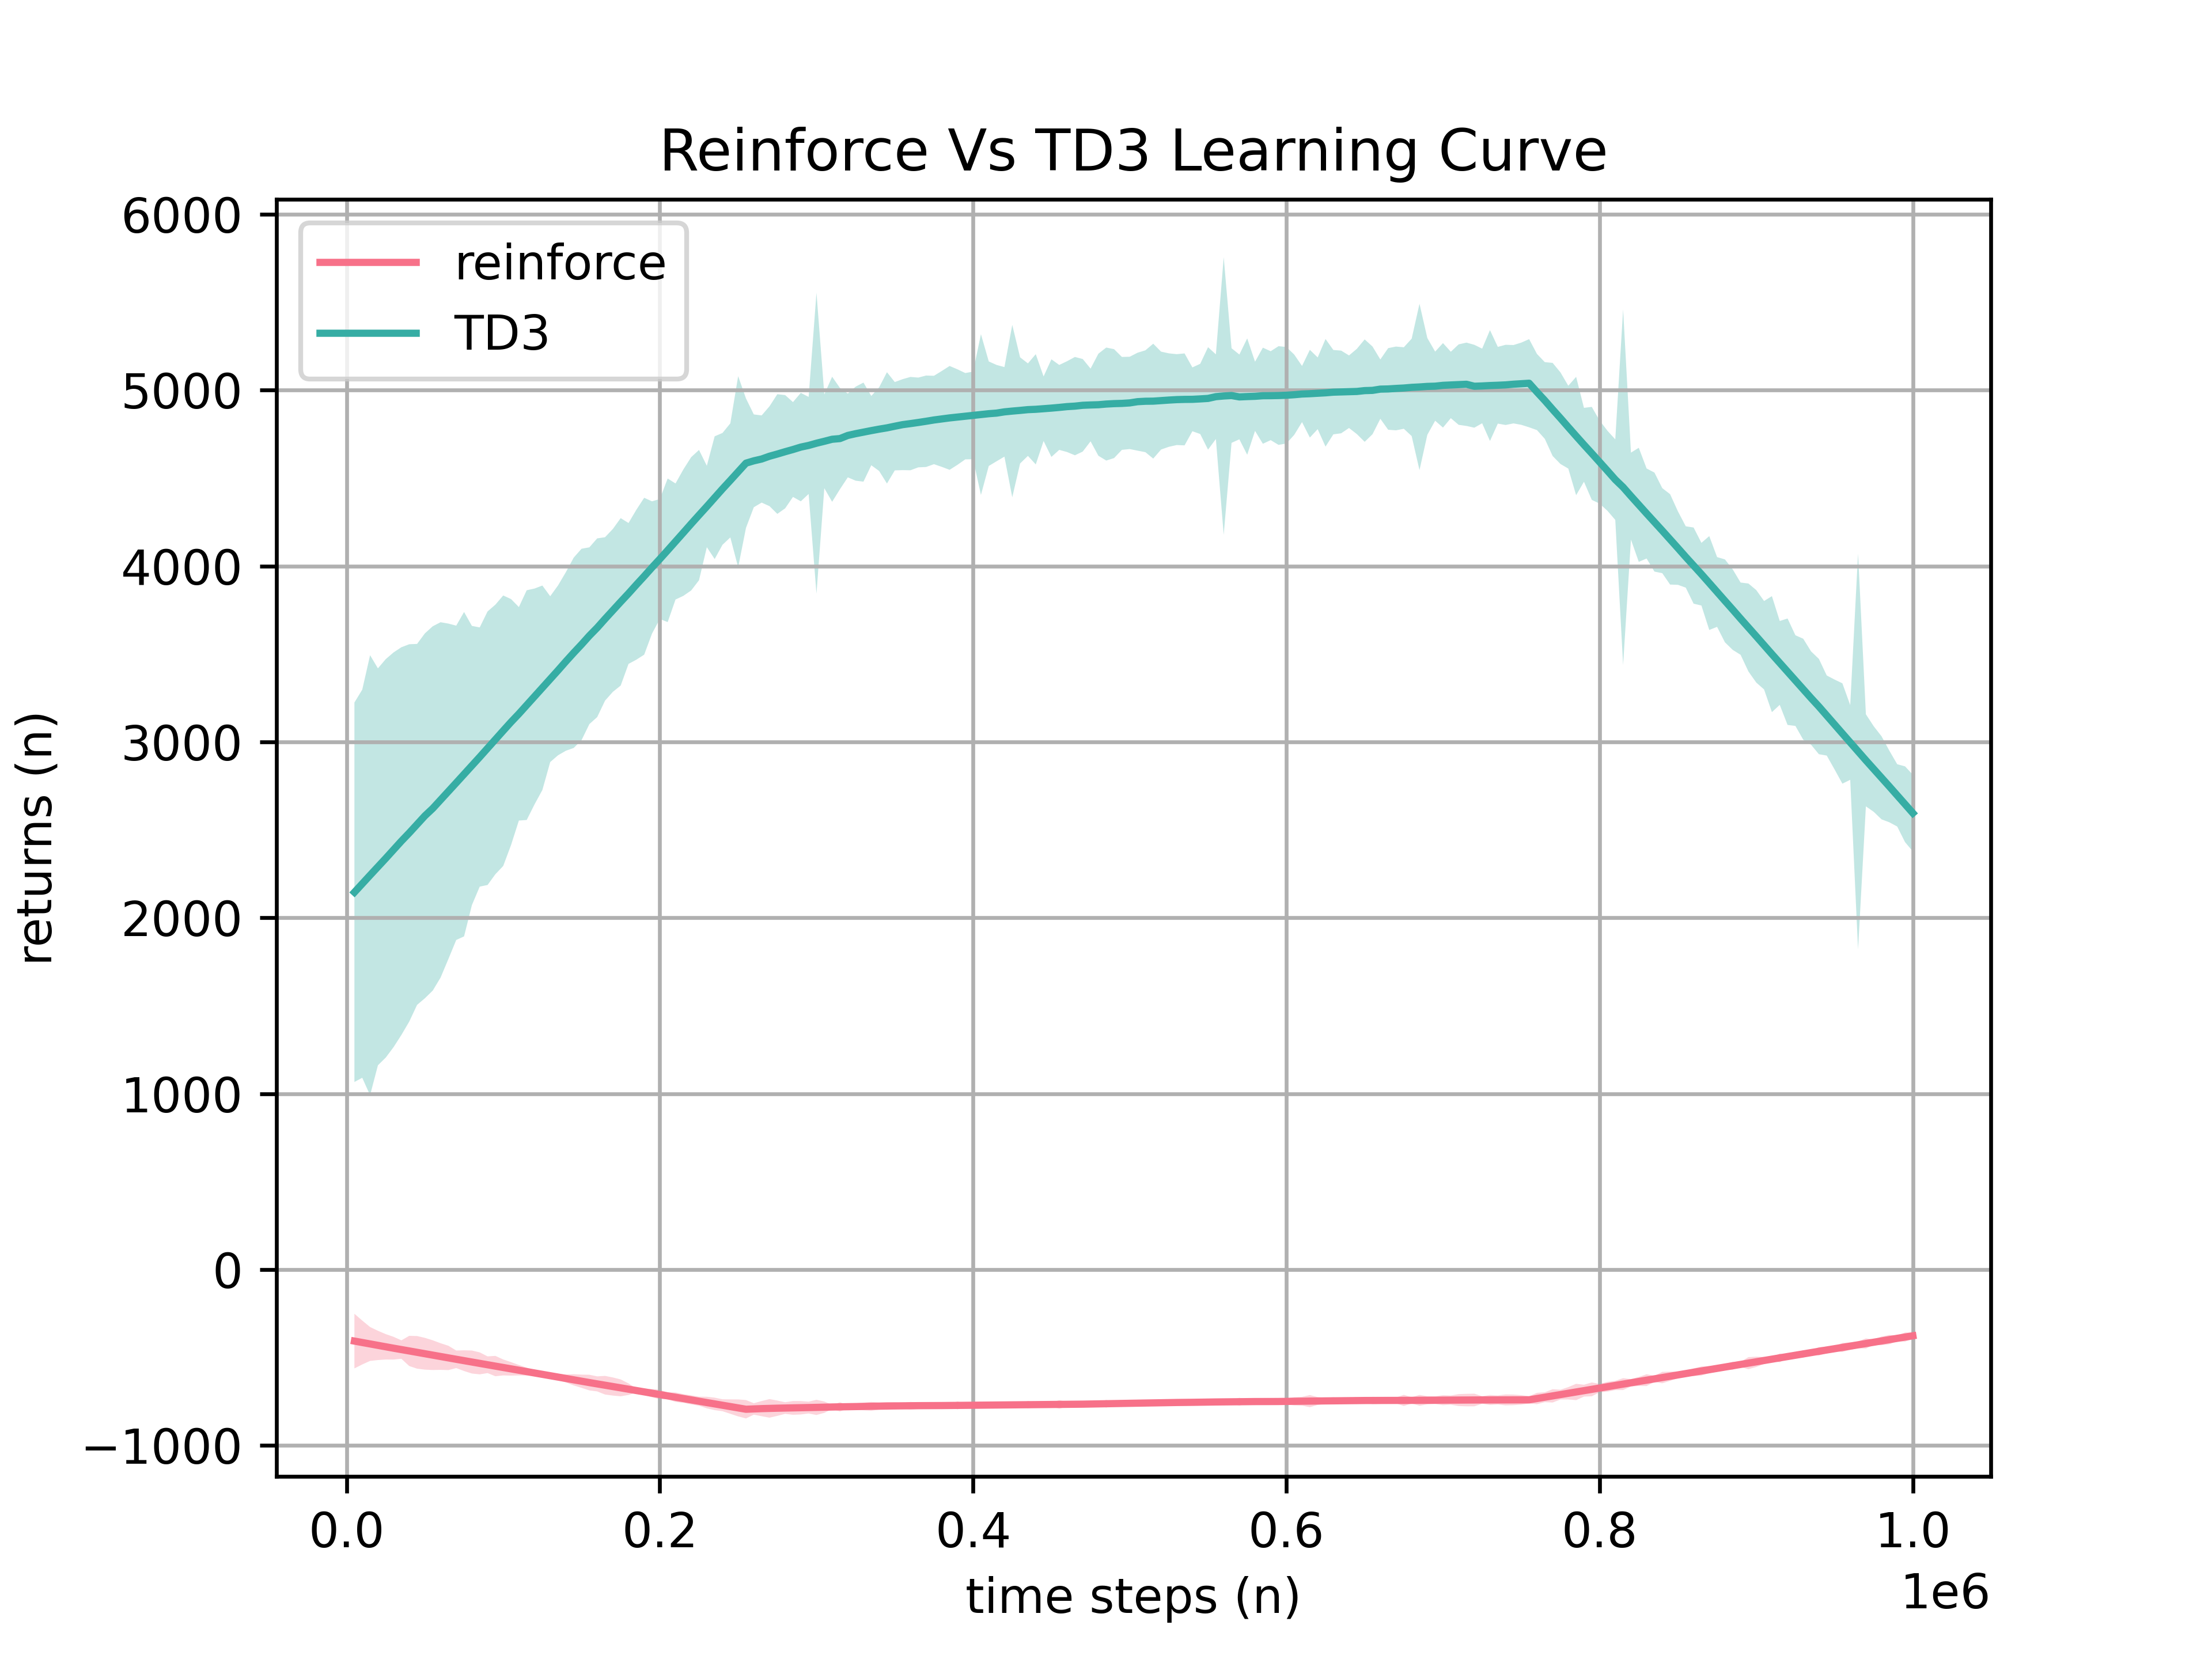 Reinforce Vs TD3 Learning Curve
6000
5000
4000
3000
2000
1000
0
−1000
reinforce
TD3
returns (n)
0.0 0.2 0.4 0.6 0.8 1.0
1e6
time steps (n)